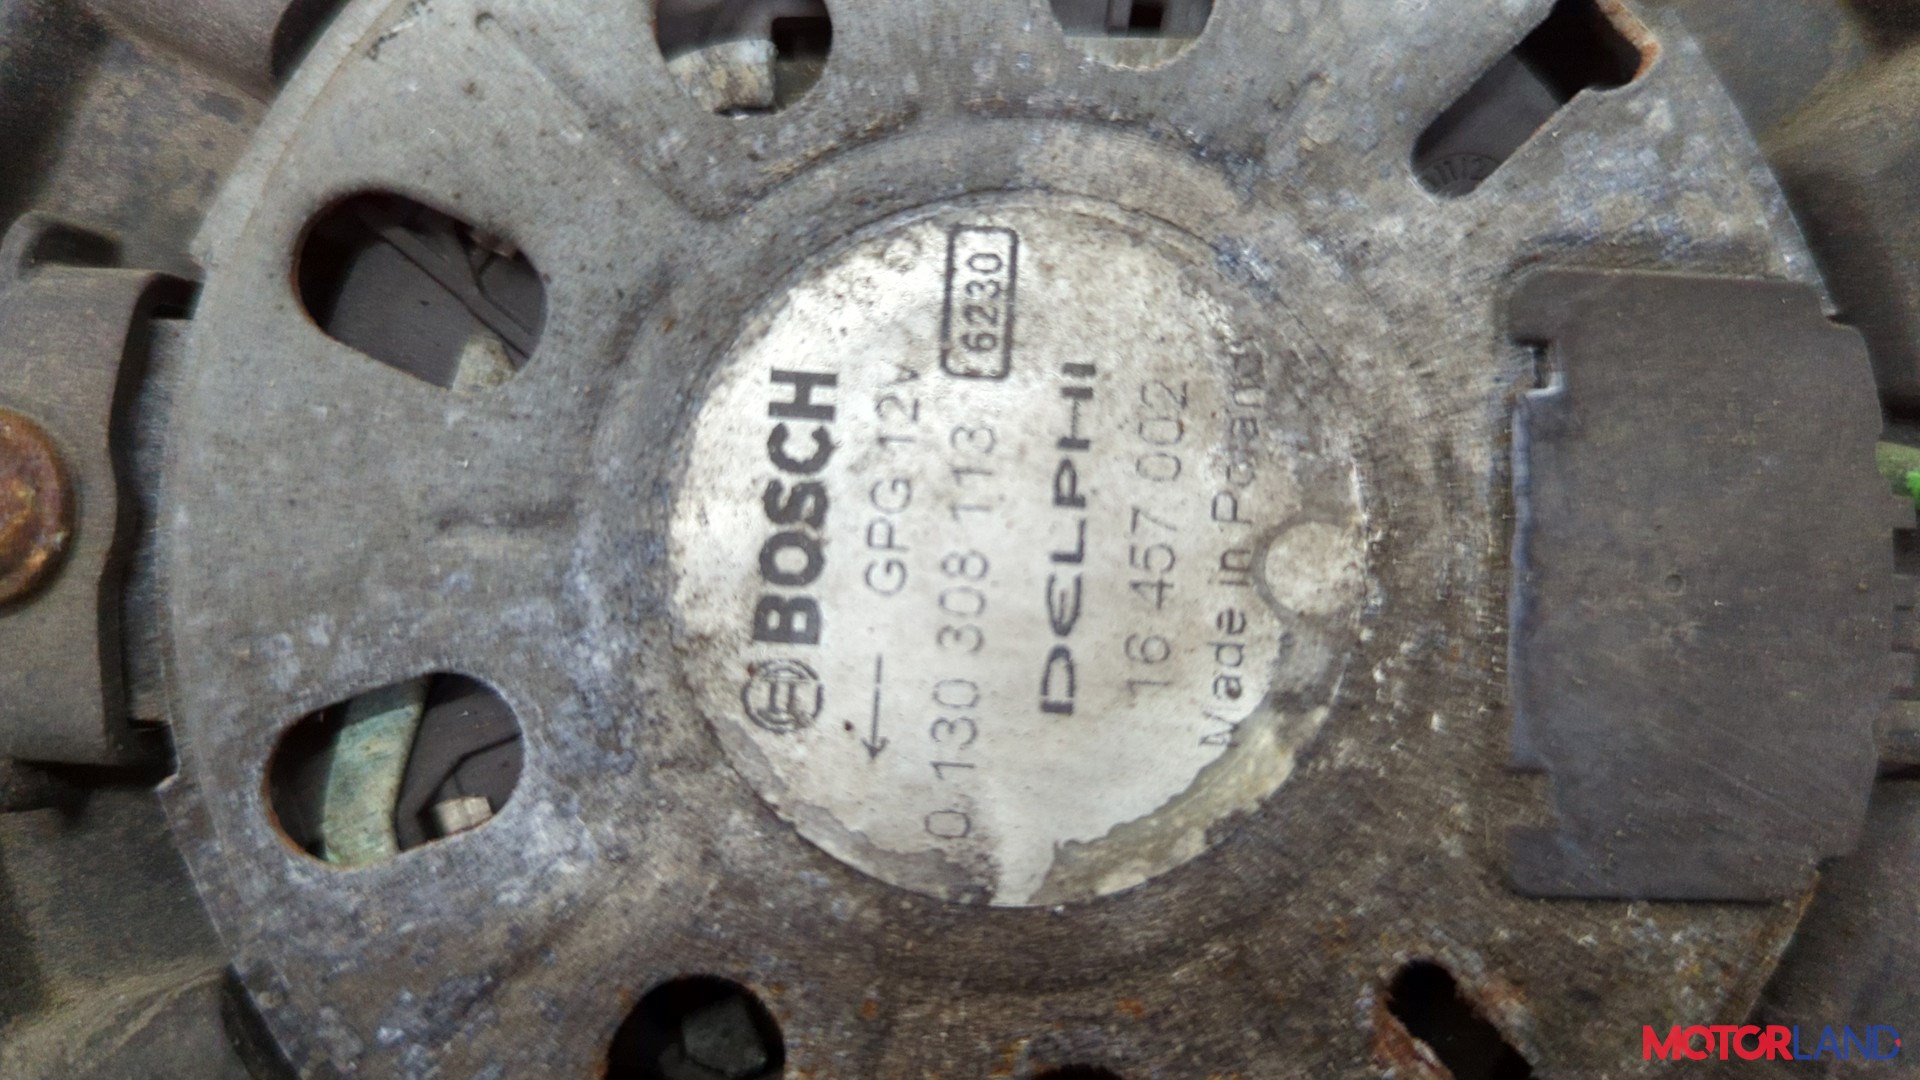 BOSCH
← GPG 12V
0 130 308 113 6230
DELPHI
16 457 002
Made in Poland
MOTORLAND